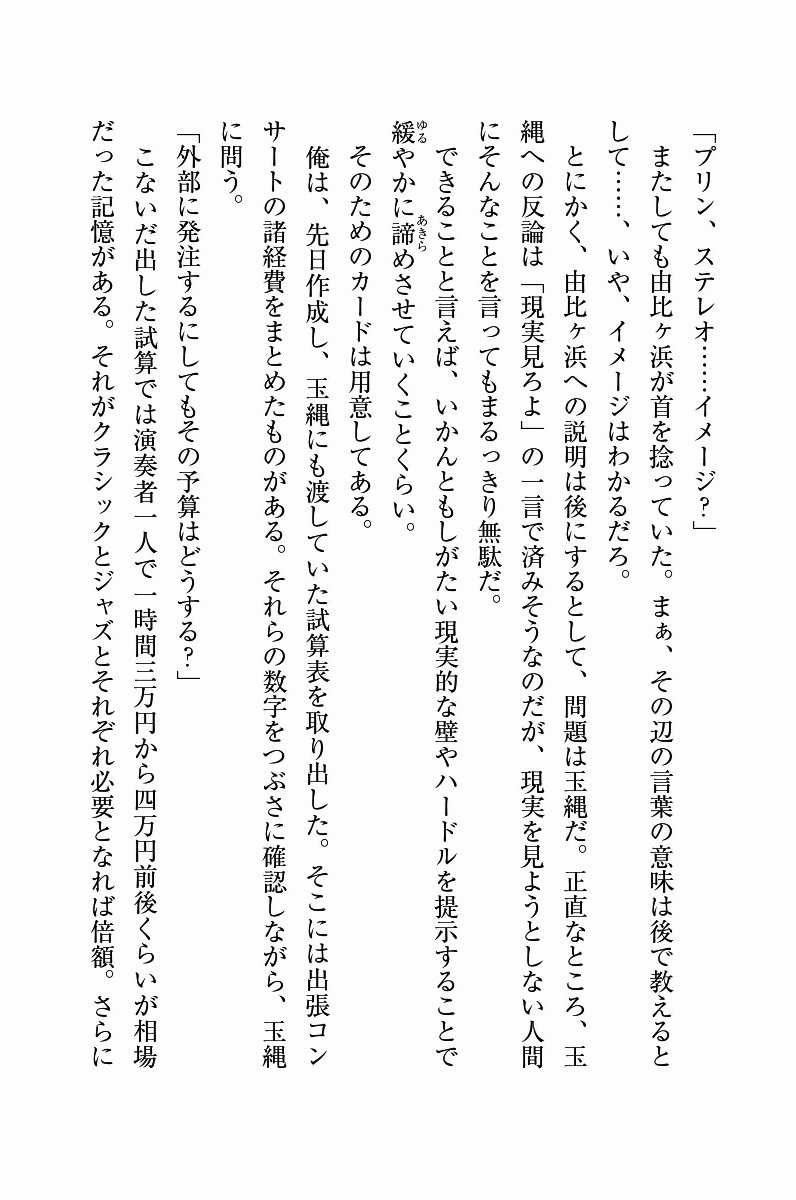 「プリン、ステレオ……イメージ？」
またしても由比ヶ浜が首を捻っていた。まぁ、その辺の言葉の意味は後で教えると
して……、いや、イメージはわかるだろ。
とにかく、由比ヶ浜への説明は後にするとして、問題は玉縄だ。正直なところ、玉
縄への反論は「現実見ろよ」の一言で済みそうなのだが、現実を見ようとしない人間
にそんなことを言ってもまるっきり無駄だ。
できることと言えば、いかんともしがたい現実的な壁やハードルを提示することで
緩やかに諦めさせていくことくらい。
ゆる
あきら
そのためのカードは用意してある。
俺は、先日作成し、玉縄にも渡していた試算表を取り出した。そこには出張コン
サートの諸経費をまとめたものがある。それらの数字をつぶさに確認しながら、玉縄
に問う。
「外部に発注するにしてもその予算はどうする？」
こないだ出した試算では演奏者一人で一時間三万円から四万円前後くらいが相場
だった記憶がある。それがクラシックとジャズとそれぞれ必要となれば倍額。さらに